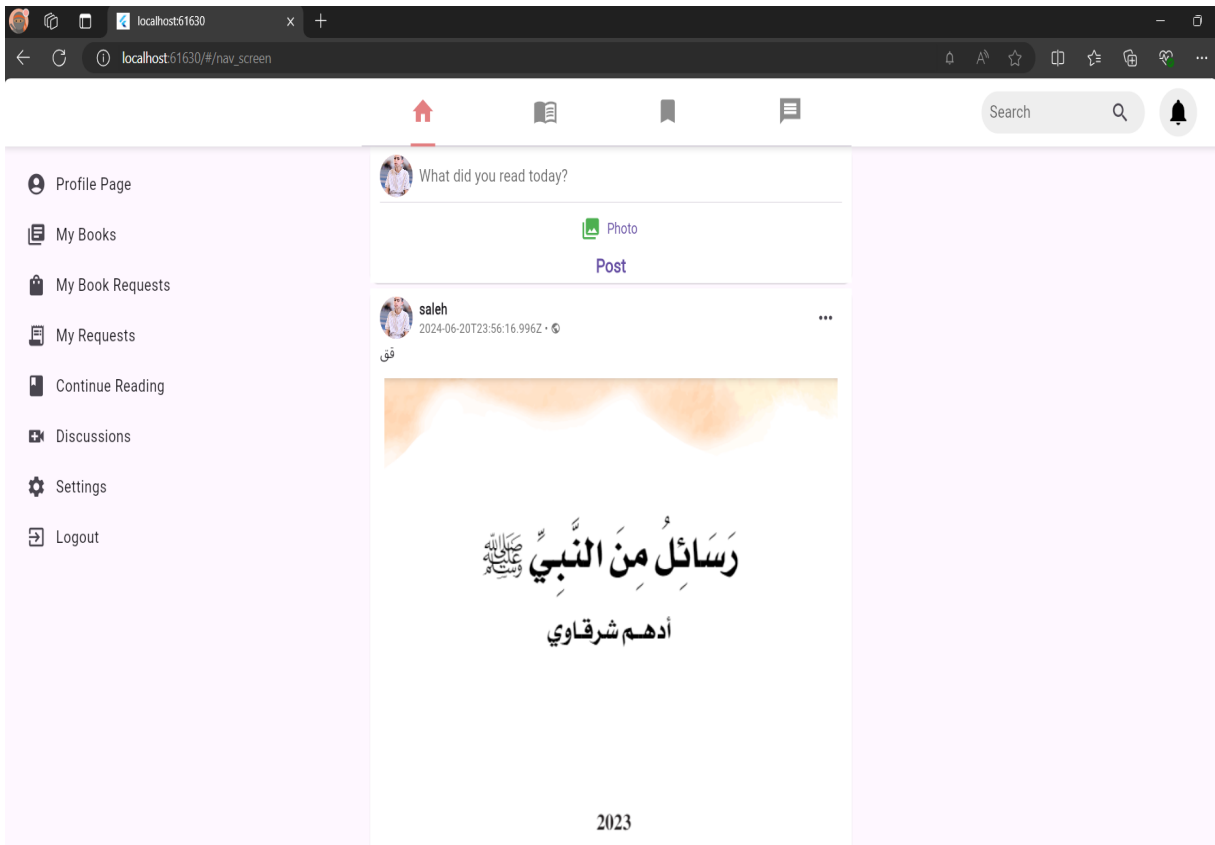 localhost:61630
localhost:61630/#/nav_screen
Search
Profile Page
My Books
My Book Requests
My Requests
Continue Reading
Discussions
Settings
Logout
What did you read today?
Photo
Post
saleh
2024-06-20T23:56:16.996Z •
قق
رَسَائِلُ مِنَ النَّبِيِّ ﷺ
أدهم شرقاوي
2023